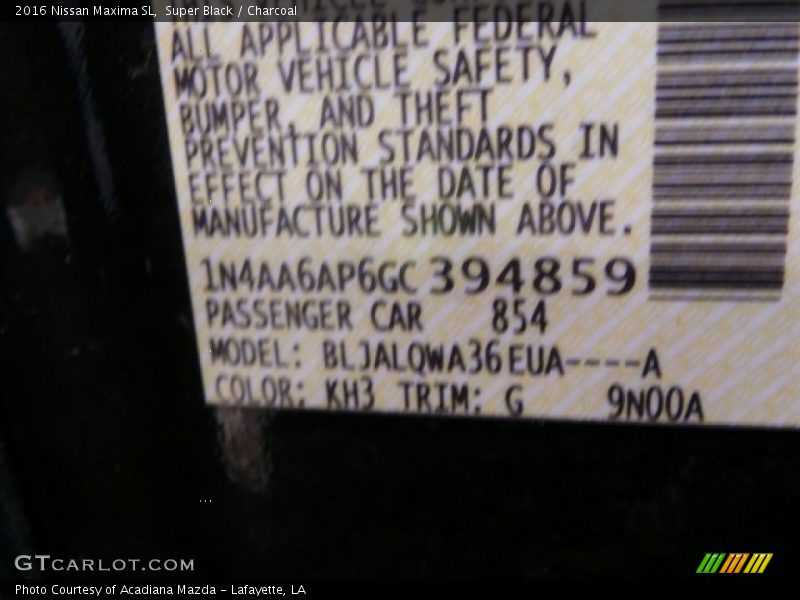 2016 Nissan Maxima SL, Super Black / Charcoal
ALL APPLICABLE FEDERAL
MOTOR VEHICLE SAFETY,
BUMPER, AND THEFT
PREVENTION STANDARDS IN
EFFECT ON THE DATE OF
MANUFACTURE SHOWN ABOVE.
1N4AA6AP6GC394859
PASSENGER CAR 854
MODEL: BLJALQWA36EUA----A
COLOR: KH3 TRIM: G 9N00A
GTCARLOT.COM
Photo Courtesy of Acadiana Mazda – Lafayette, LA